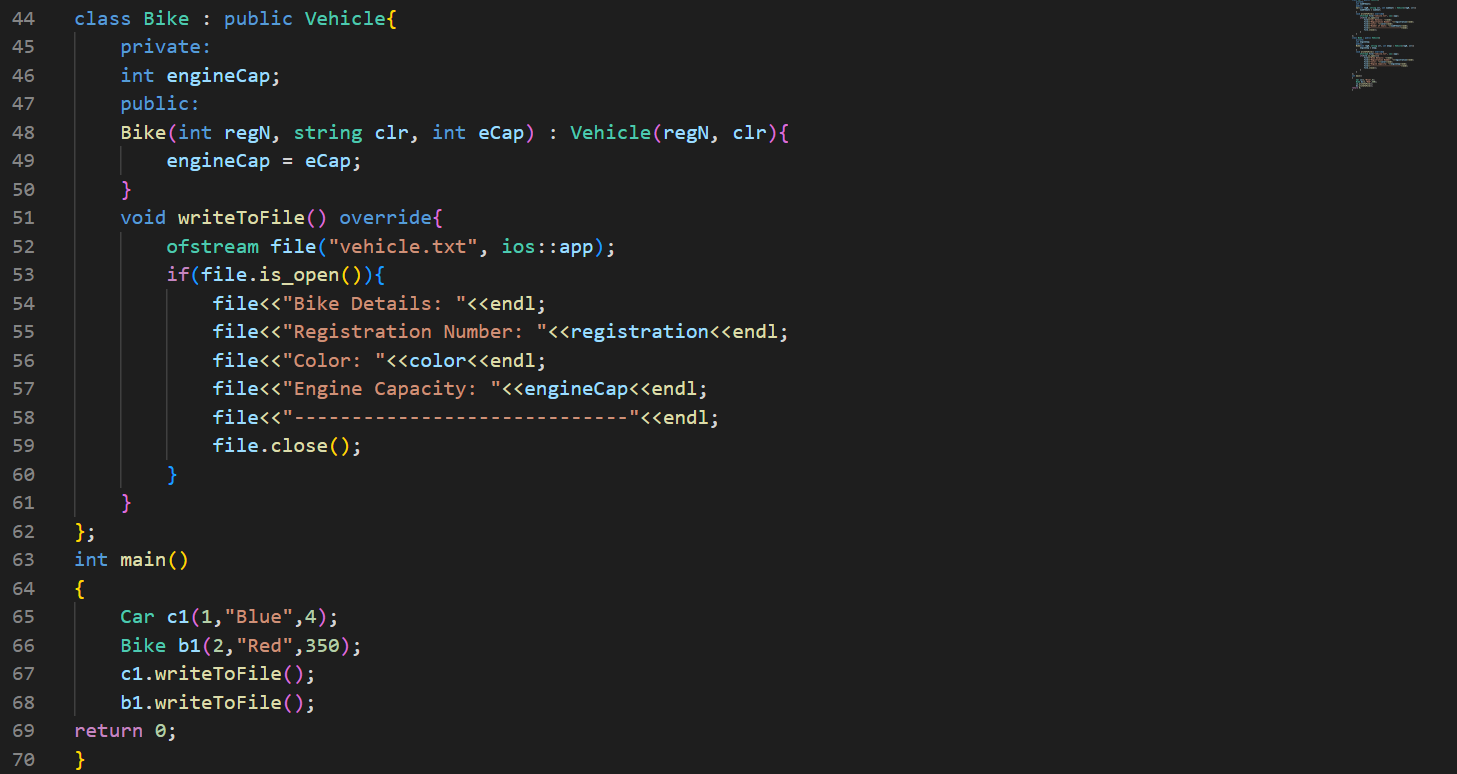 44 class Bike : public Vehicle{
45     private:
46     int engineCap;
47     public:
48     Bike(int regN, string clr, int eCap) : Vehicle(regN, clr){
49         engineCap = eCap;
50     }
51     void writeToFile() override{
52         ofstream file("vehicle.txt", ios::app);
53         if(file.is_open()){
54             file<<"Bike Details: "<<endl;
55             file<<"Registration Number: "<<registration<<endl;
56             file<<"Color: "<<color<<endl;
57             file<<"Engine Capacity: "<<engineCap<<endl;
58             file<<"-----------------------------"<<endl;
59             file.close();
60         }
61     }
62 };
63 int main()
64 {
65     Car c1(1,"Blue",4);
66     Bike b1(2,"Red",350);
67     c1.writeToFile();
68     b1.writeToFile();
69 return 0;
70 }